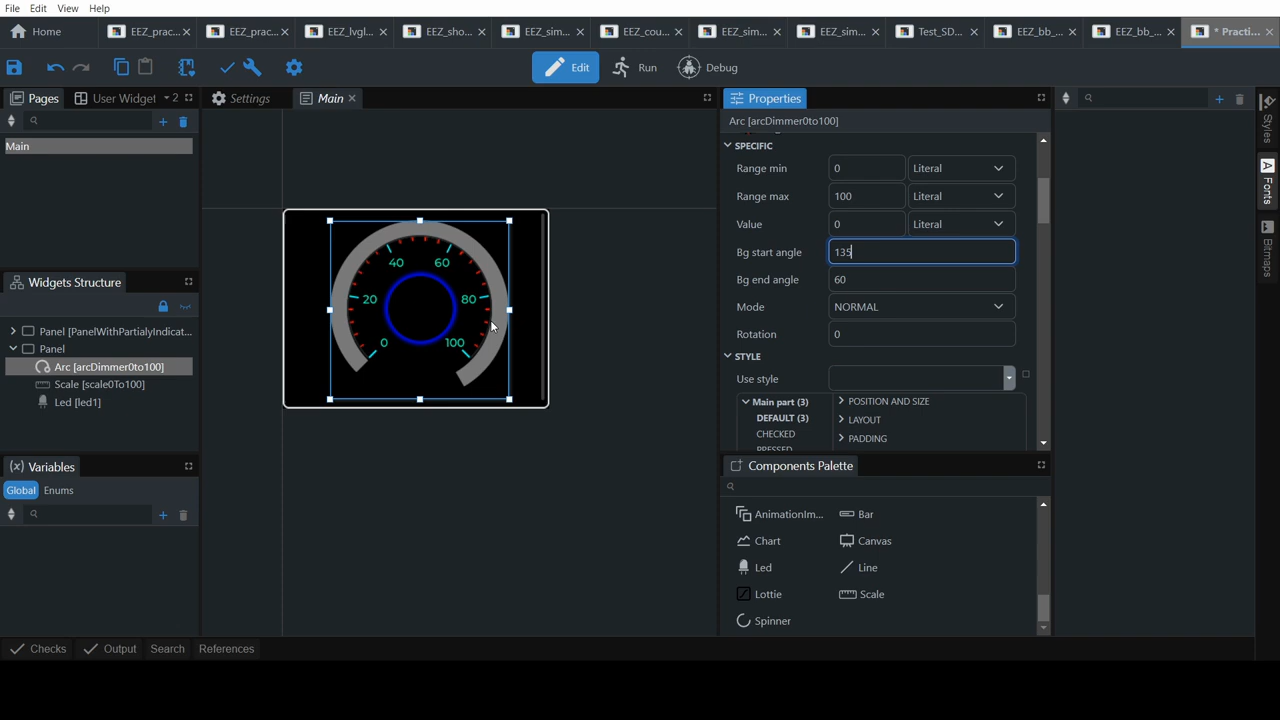 File Edit View Help
Home EEZ_prac... EEZ_prac... EEZ_lvgl... EEZ_sho... EEZ_sim... EEZ_cou... EEZ_sim... EEZ_sim... Test_SD... EEZ_bb_... EEZ_bb_... * Practi...
Edit Run Debug
Pages User Widget 2 Settings Main Properties
Arc [arcDimmer0to100]
Main
SPECIFIC
Range min 0 Literal
Range max 100 Literal
Value 0 Literal
Bg start angle 135
Bg end angle 60
Mode NORMAL
Rotation 0
STYLE
Use style
Main part (3) POSITION AND SIZE
DEFAULT (3) LAYOUT
CHECKED PADDING
PRESSED
0 20 40 60 80 100
Widgets Structure
Panel [PanelWithPartialyIndicat...
Panel
Arc [arcDimmer0to100]
Scale [scale0To100]
Led [led1]
(x) Variables
Global Enums
Components Palette
AnimationIm... Bar
Chart Canvas
Led Line
Lottie Scale
Spinner
Styles
Fonts
Bitmaps
Checks Output Search References